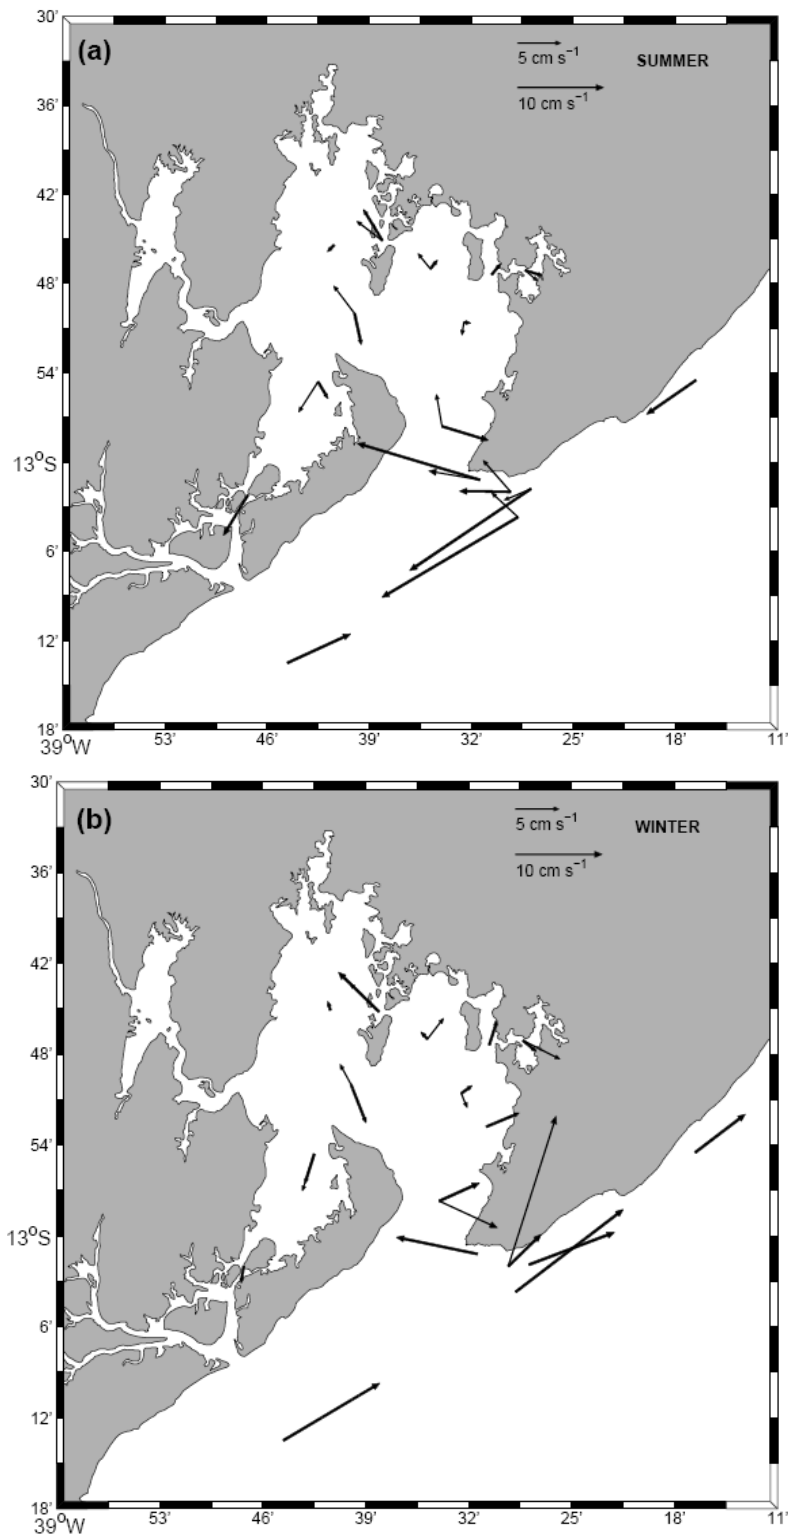 30'
(a)
5 cm s⁻¹
SUMMER
10 cm s⁻¹
36'
42'
48'
54'
13°S
6'
12'
18'
39°W
53'
46'
39'
32'
25'
18'
11'
30'
(b)
5 cm s⁻¹
WINTER
10 cm s⁻¹
36'
42'
48'
54'
13°S
6'
12'
18'
39°W
53'
46'
39'
32'
25'
18'
11'